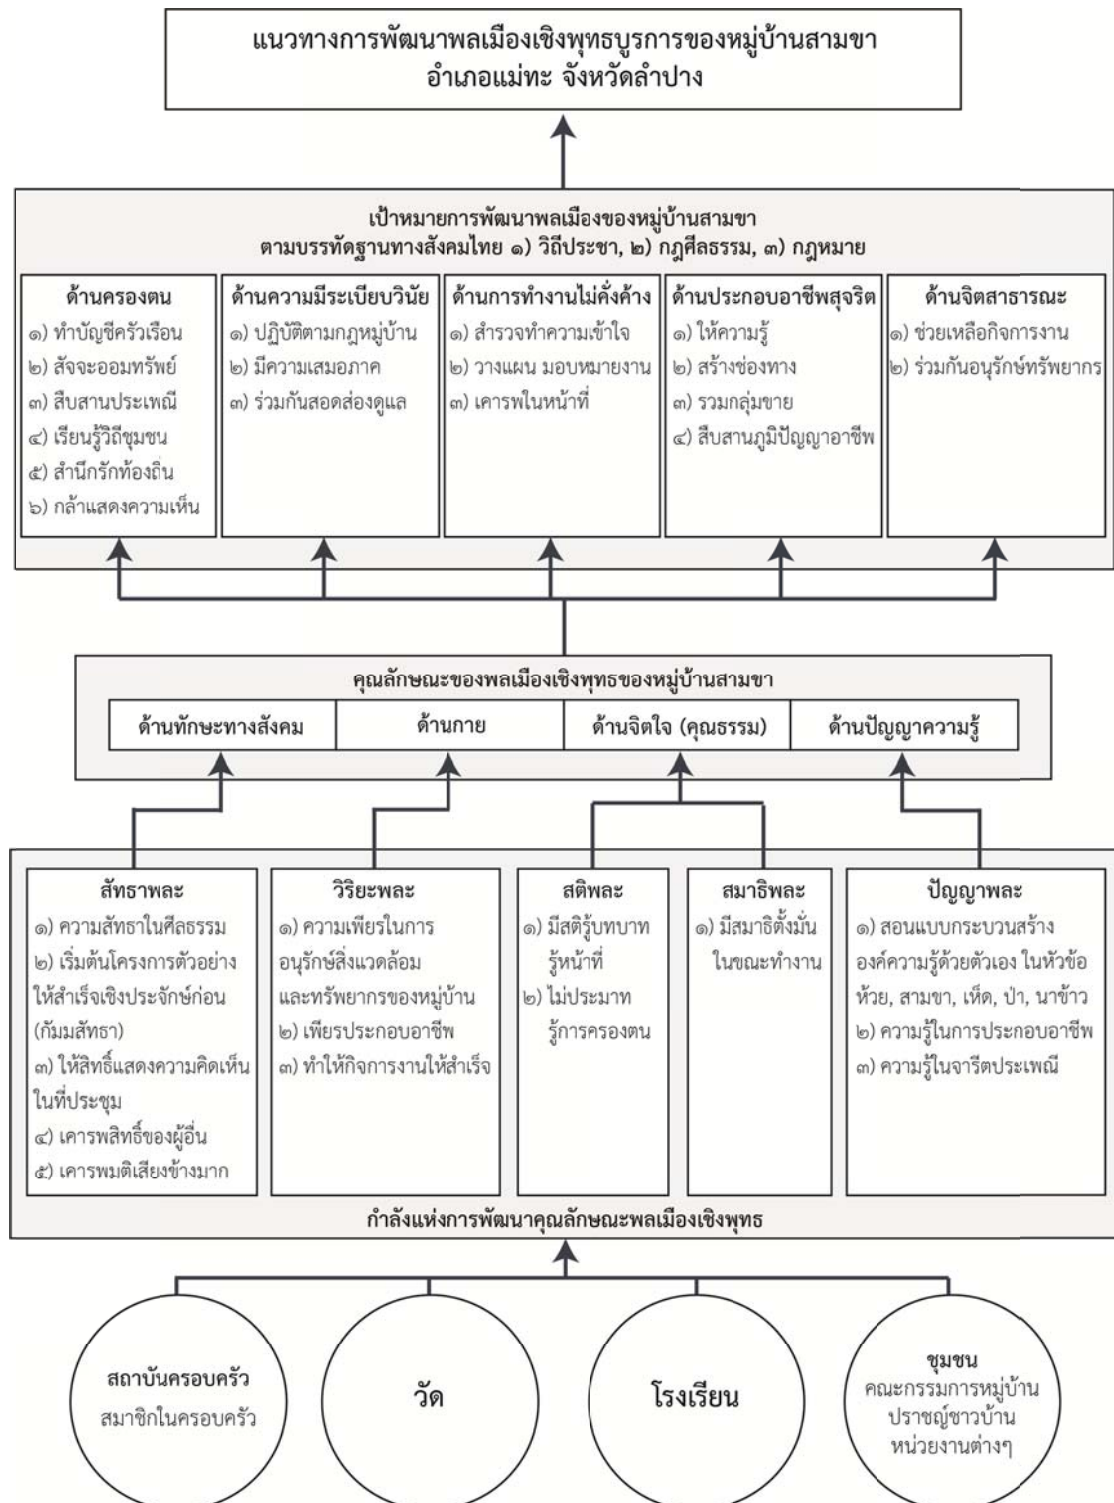 แนวทางการพัฒนาพลเมืองเชิงพุทธบูรการของหมู่บ้านสามขา
อำเภอแม่ทะ จังหวัดลำปาง
เป้าหมายการพัฒนาพลเมืองของหมู่บ้านสามขา
ตามบรรทัดฐานทางสังคมไทย ๑) วิถีประชา, ๒) กฎศีลธรรม, ๓) กฎหมาย
ด้านครองตน
๑) ทำบัญชีครัวเรือน
๒) สัจจะออมทรัพย์
๓) สืบสานประเพณี
๔) เรียนรู้วิถีชุมชน
๕) สำนึกรักท้องถิ่น
๖) กล้าแสดงความเห็น
ด้านความมีระเบียบวินัย
๑) ปฏิบัติตามกฎหมู่บ้าน
๒) มีความเสมอภาค
๓) ร่วมกันสอดส่องดูแล
ด้านการทำงานไม่คั่งค้าง
๑) สำรวจทำความเข้าใจ
๒) วางแผน มอบหมายงาน
๓) เคารพในหน้าที่
ด้านประกอบอาชีพสุจริต
๑) ให้ความรู้
๒) สร้างช่องทาง
๓) รวมกลุ่มขาย
๔) สืบสานภูมิปัญญาอาชีพ
ด้านจิตสาธารณะ
๑) ช่วยเหลือกิจการงาน
๒) ร่วมกันอนุรักษ์ทรัพยากร
คุณลักษณะของพลเมืองเชิงพุทธของหมู่บ้านสามขา
ด้านทักษะทางสังคม
ด้านกาย
ด้านจิตใจ (คุณธรรม)
ด้านปัญญาความรู้
สัทธาพละ
๑) ความสัทธาในศีลธรรม
๒) เริ่มต้นโครงการตัวอย่าง
ให้สำเร็จเชิงประจักษ์ก่อน
(กัมมสัทธา)
๓) ให้สิทธิ์แสดงความคิดเห็น
ในที่ประชุม
๔) เคารพสิทธิ์ของผู้อื่น
๕) เคารพมติเสียงข้างมาก
วิริยะพละ
๑) ความเพียรในการ
อนุรักษ์สิ่งแวดล้อม
และทรัพยากรของหมู่บ้าน
๒) เพียรประกอบอาชีพ
๓) ทำให้กิจการงานให้สำเร็จ
สติพละ
๑) มีสติรู้บทบาท
รู้หน้าที่
๒) ไม่ประมาท
รู้การครองตน
สมาธิพละ
๑) มีสมาธิตั้งมั่น
ในขณะทำงาน
ปัญญาพละ
๑) สอนแบบกระบวนสร้าง
องค์ความรู้ด้วยตัวเอง ในหัวข้อ
ห้วย, สามขา, เห็ด, ป่า, นาข้าว
๒) ความรู้ในการประกอบอาชีพ
๓) ความรู้ในจารีตประเพณี
กำลังแห่งการพัฒนาคุณลักษณะพลเมืองเชิงพุทธ
สถาบันครอบครัว
สมาชิกในครอบครัว
วัด
โรงเรียน
ชุมชน
คณะกรรมการหมู่บ้าน
ปราชญ์ชาวบ้าน
หน่วยงานต่างๆ